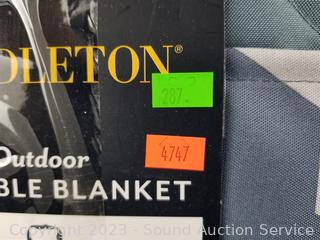 DLETON®
287.
4747
Outdoor
BLE BLANKET
Copyright 2023 - Sound Auction Service